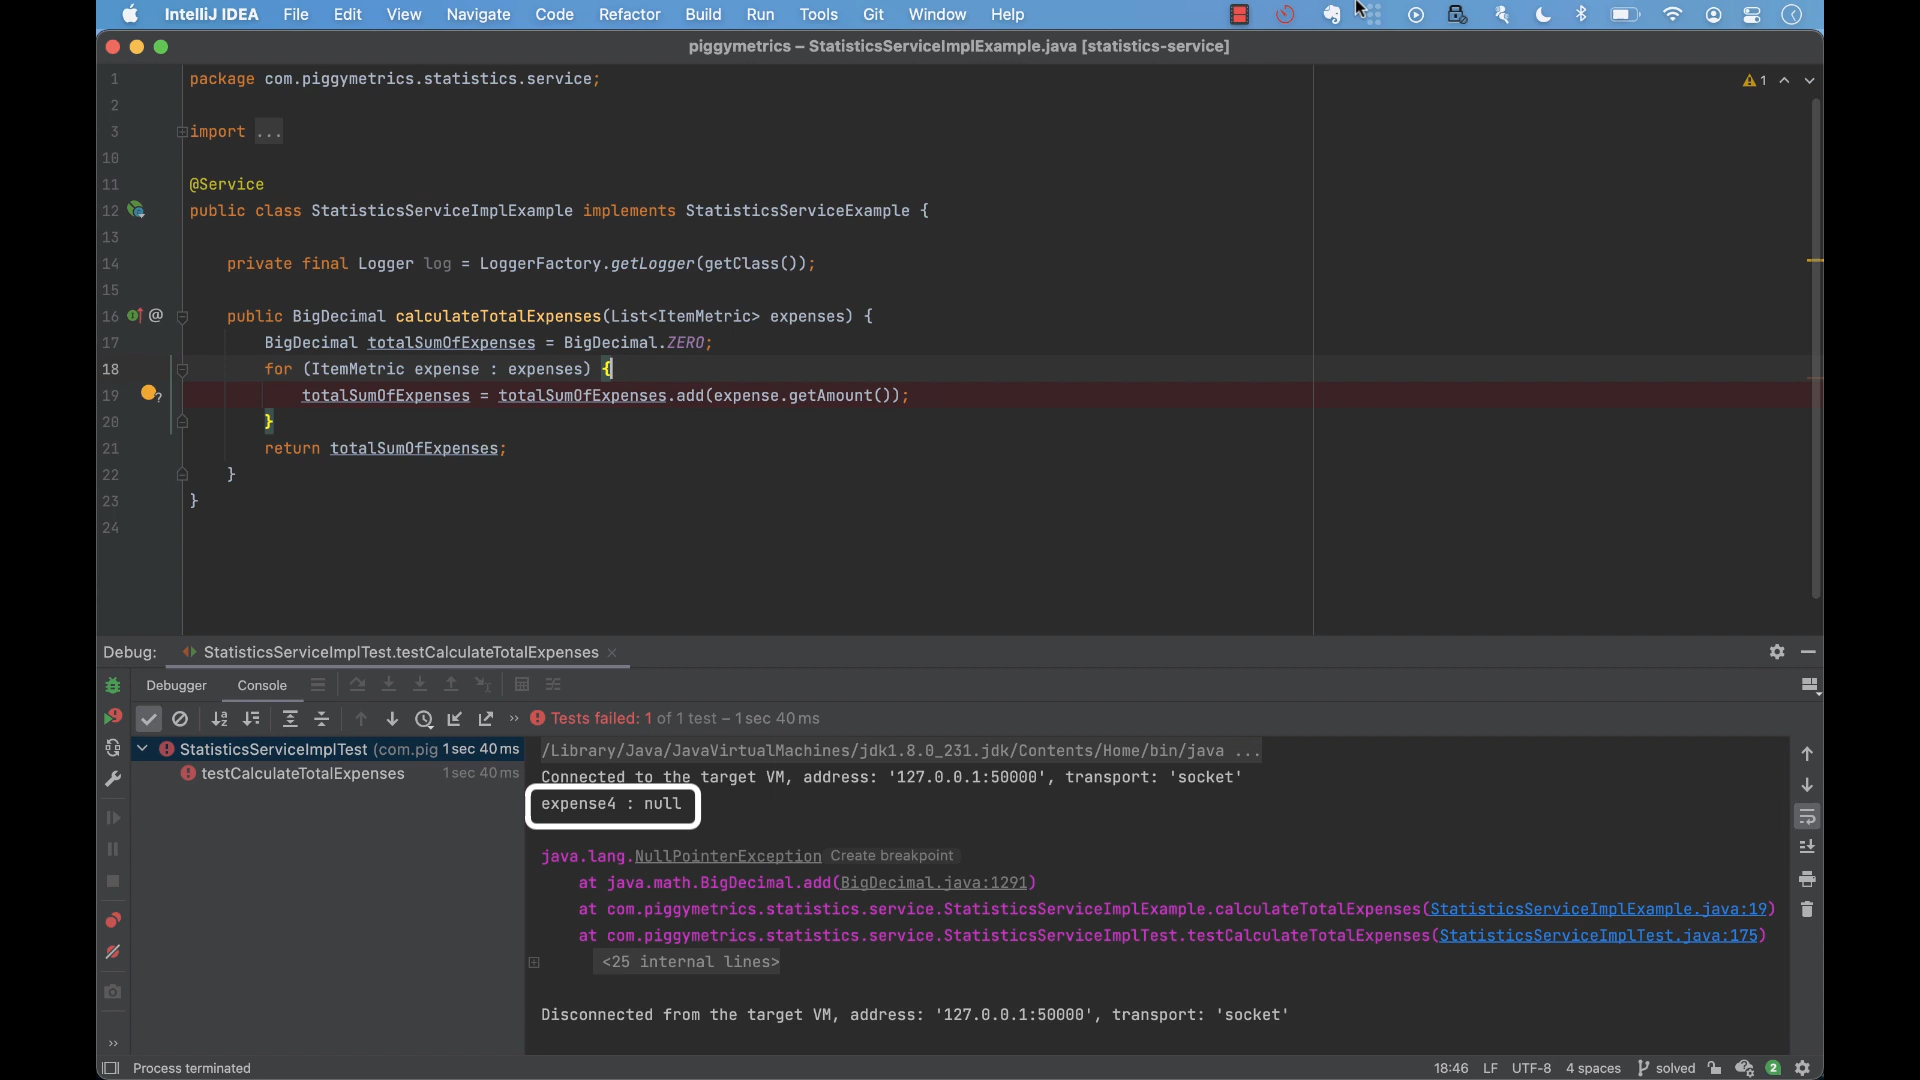 IntelliJ IDEA File Edit View Navigate Code Refactor Build Run Tools Git Window Help
piggymetrics – StatisticsServiceImplExample.java [statistics-service]
1 package com.piggymetrics.statistics.service; 1
2
3 import ...
10
11 @Service
12 public class StatisticsServiceImplExample implements StatisticsServiceExample {
13
14 private final Logger log = LoggerFactory.getLogger(getClass());
15
16 @ public BigDecimal calculateTotalExpenses(List<ItemMetric> expenses) {
17 BigDecimal totalSumOfExpenses = BigDecimal.ZERO;
18 for (ItemMetric expense : expenses) {
19 ? totalSumOfExpenses = totalSumOfExpenses.add(expense.getAmount());
20 }
21 return totalSumOfExpenses;
22 }
23 }
24
Debug: StatisticsServiceImplTest.testCalculateTotalExpenses
Debugger Console
Tests failed: 1 of 1 test – 1 sec 40 ms
StatisticsServiceImplTest (com.pig 1 sec 40 ms
testCalculateTotalExpenses 1 sec 40 ms
/Library/Java/JavaVirtualMachines/jdk1.8.0_231.jdk/Contents/Home/bin/java ...
Connected to the target VM, address: '127.0.0.1:50000', transport: 'socket'
expense4 : null
java.lang.NullPointerException Create breakpoint
at java.math.BigDecimal.add(BigDecimal.java:1291)
at com.piggymetrics.statistics.service.StatisticsServiceImplExample.calculateTotalExpenses(StatisticsServiceImplExample.java:19)
at com.piggymetrics.statistics.service.StatisticsServiceImplTest.testCalculateTotalExpenses(StatisticsServiceImplTest.java:175)
<25 internal lines>
Disconnected from the target VM, address: '127.0.0.1:50000', transport: 'socket'
Process terminated 18:46 LF UTF-8 4 spaces solved 2